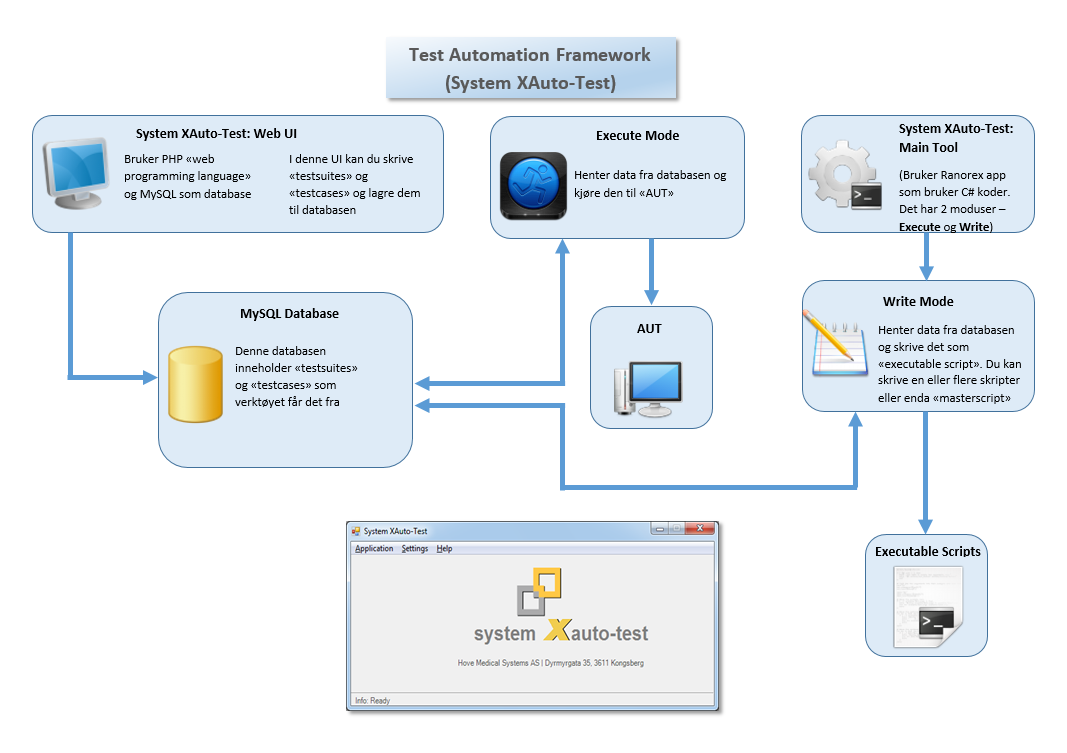 Test Automation Framework
(System XAuto-Test)
System XAuto-Test: Web UI
Bruker PHP «web
programming language»
og MySQL som database
I denne UI kan du skrive
«testsuites» og
«testcases» og lagre dem
til databasen
Execute Mode
Henter data fra databasen og
kjøre den til «AUT»
System XAuto-Test:
Main Tool
(Bruker Ranorex app
som bruker C# koder.
Det har 2 moduser –
Execute og Write)
MySQL Database
Denne databasen
inneholder «testsuites»
og «testcases» som
verktøyet får det fra
AUT
Write Mode
Henter data fra databasen
og skrive det som
«executable script». Du kan
skrive en eller flere skripter
eller enda «masterscript»
Executable Scripts
System XAuto-Test
Application Settings Help
system Xauto-test
Hove Medical Systems AS | Dyrmyrgata 35, 3611 Kongsberg
Info: Ready